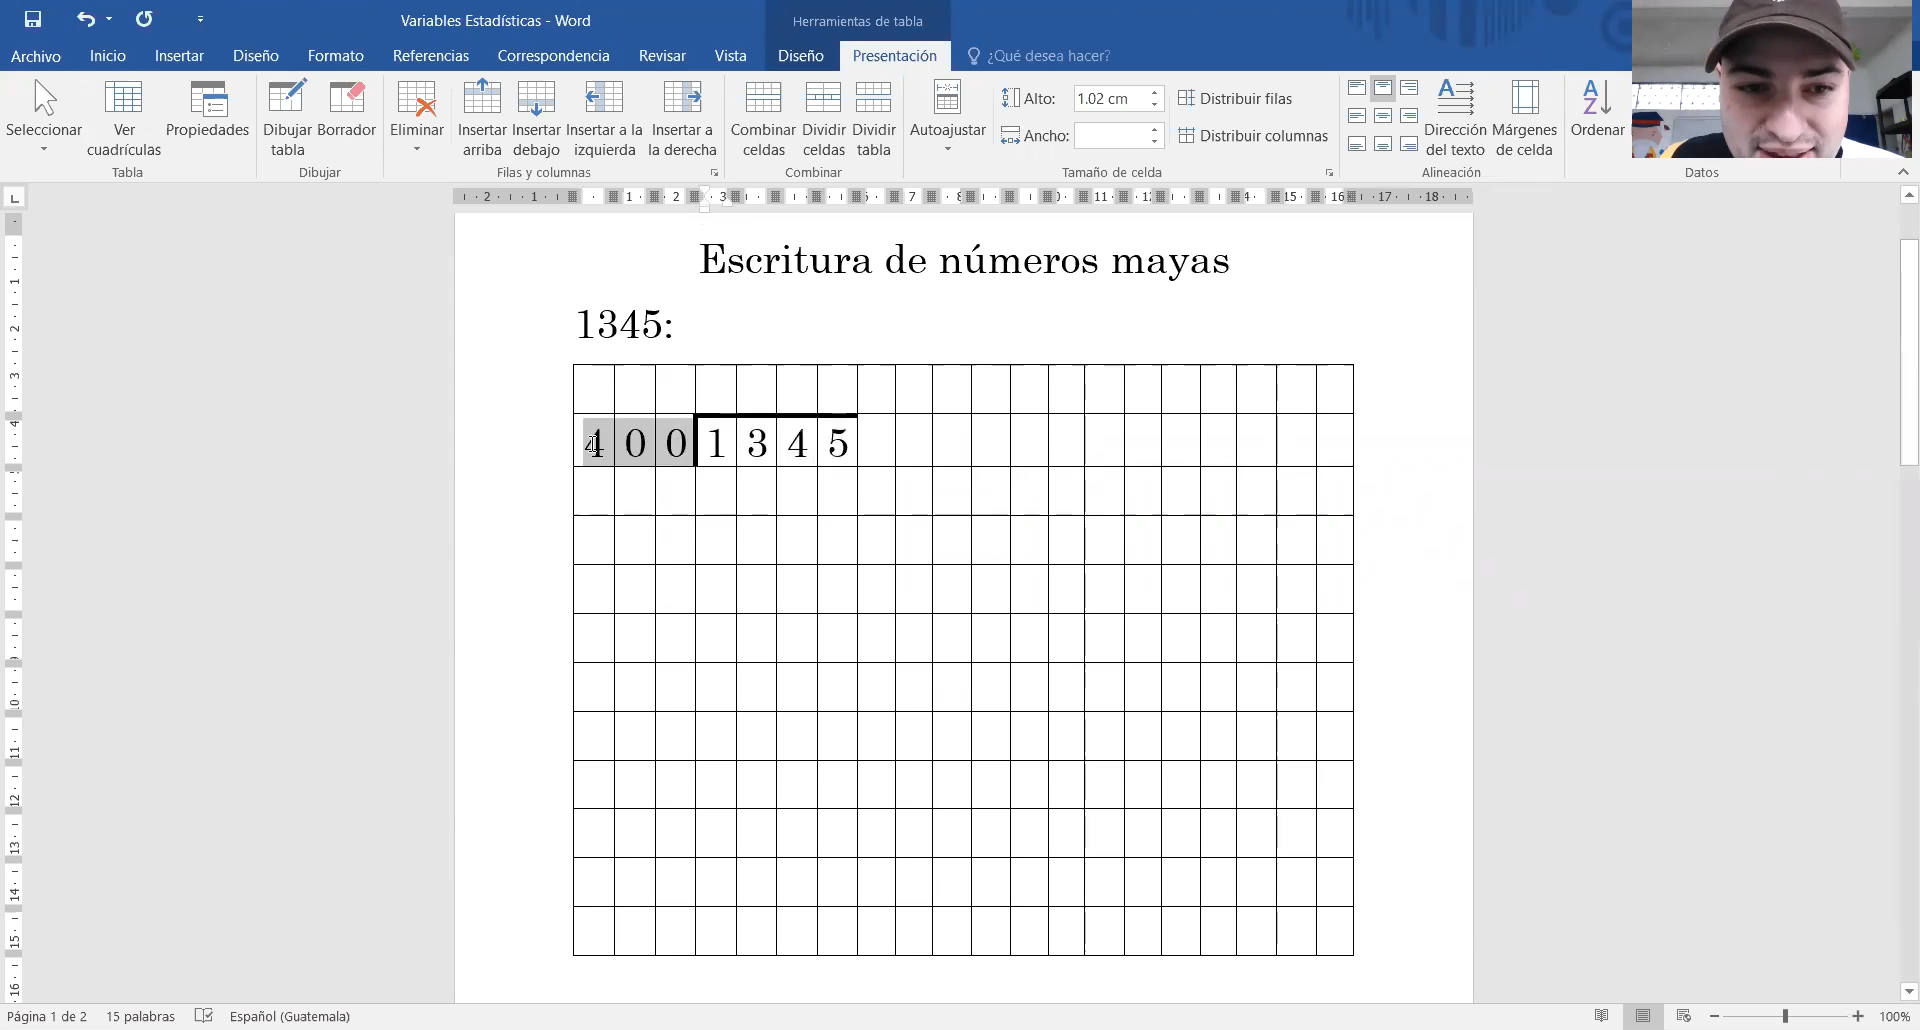 Variables Estadísticas - Word
Herramientas de tabla
Archivo Inicio Insertar Diseño Formato Referencias Correspondencia Revisar Vista Diseño Presentación ¿Qué desea hacer?
Seleccionar
Ver cuadrículas
Propiedades
Tabla
Dibujar tabla
Borrador
Dibujar
Eliminar
Insertar arriba
Insertar debajo
Insertar a la izquierda
Insertar a la derecha
Filas y columnas
Combinar celdas
Dividir celdas
Dividir tabla
Combinar
Autoajustar
Alto: 1.02 cm
Ancho:
Distribuir filas
Distribuir columnas
Tamaño de celda
Dirección del texto
Márgenes de celda
Alineación
Ordenar
Datos
Escritura de números mayas
1345:
4 0 0 1 3 4 5
Página 1 de 2 15 palabras Español (Guatemala) 100%